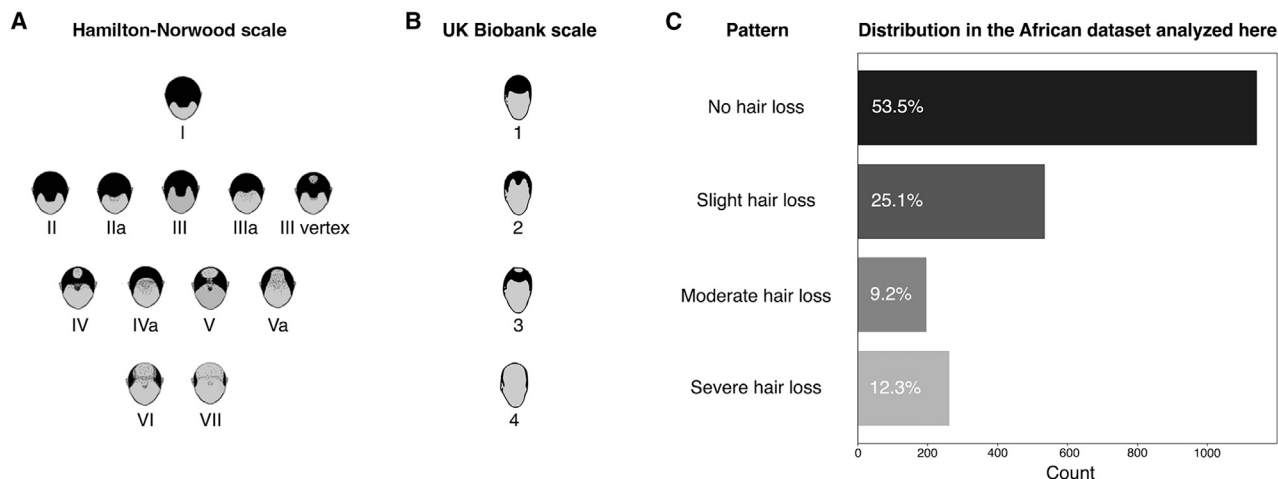 A
Hamilton-Norwood scale
I
II IIa III IIIa III vertex
IV IVa V Va
VI VII
B
UK Biobank scale
1
2
3
4
C
Pattern
Distribution in the African dataset analyzed here
No hair loss
53.5%
Slight hair loss
25.1%
Moderate hair loss
9.2%
Severe hair loss
12.3%
0 200 400 600 800 1000
Count